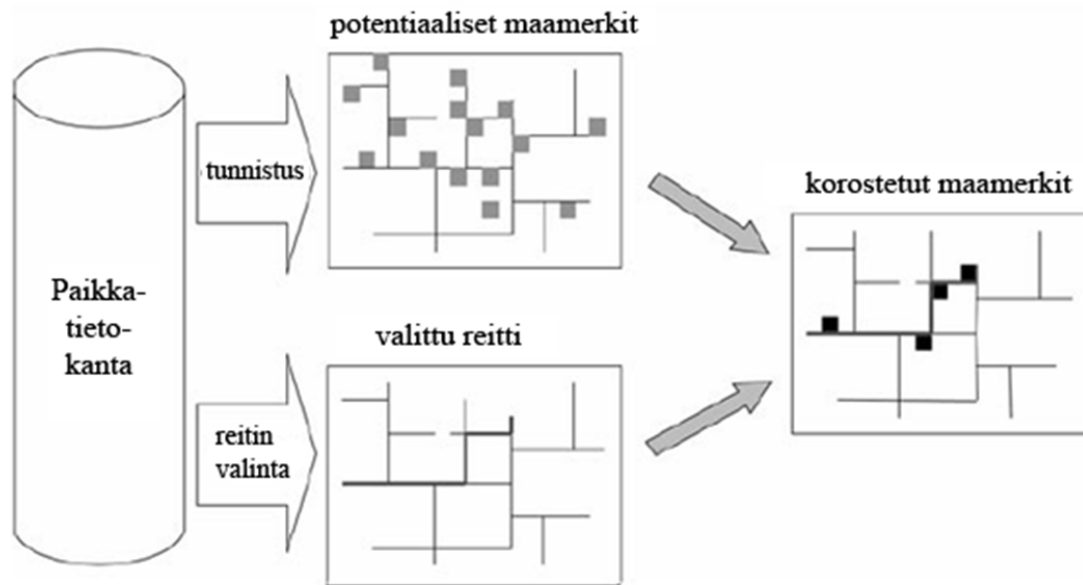 potentiaaliset maamerkit
tunnistus
korostetut maamerkit
Paikka-
tieto-
kanta
valittu reitti
reitin
valinta